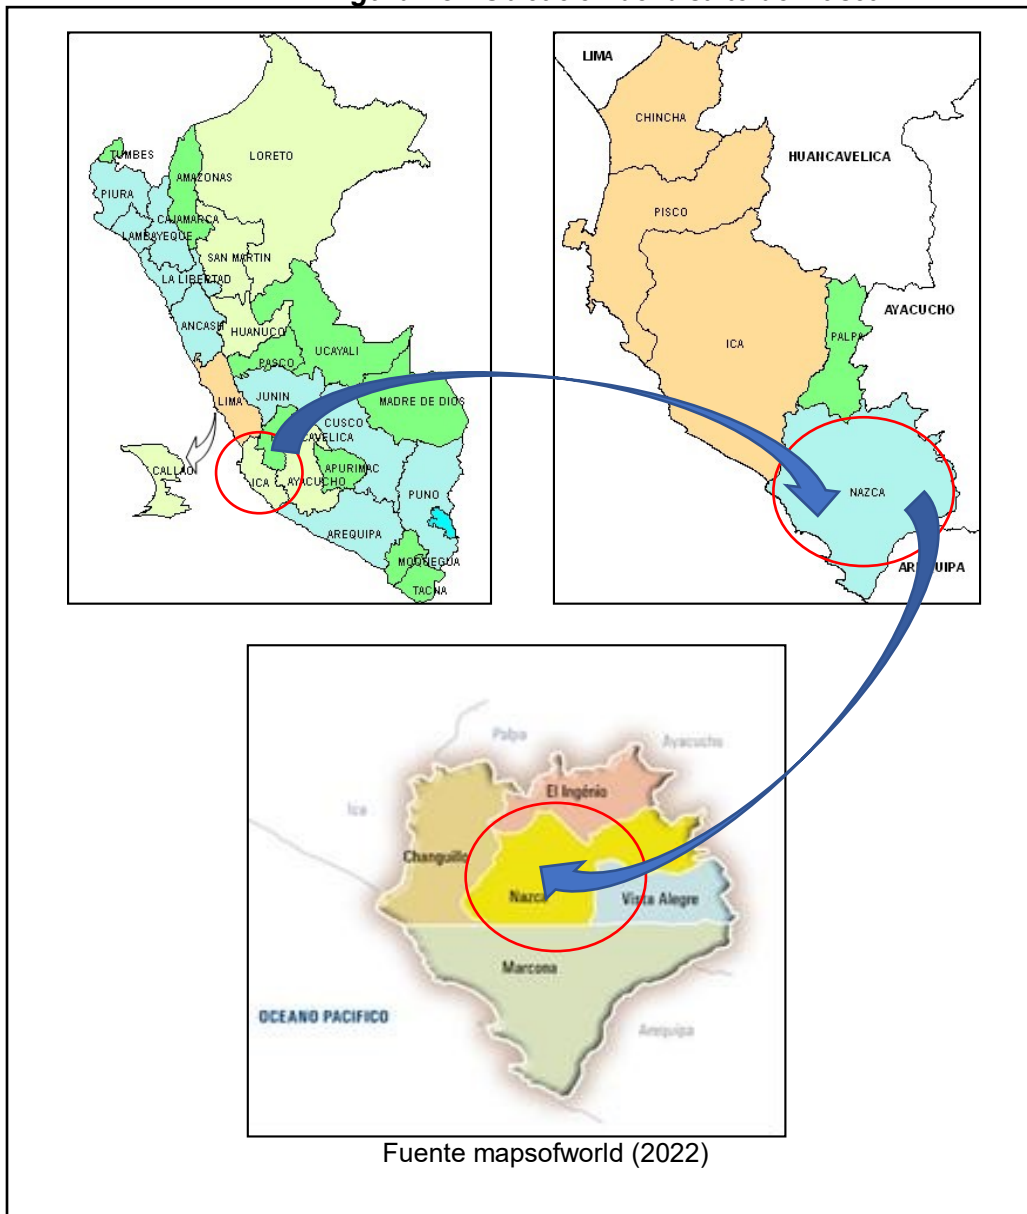 TUMBES
LORETO
AMAZONAS
PIURA
CAJAMARCA
LAMBAYEQUE
SAN MARTIN
LA LIBERTAD
ANCASH
HUANUCO
UCAYALI
PASCO
LIMA
JUNIN
MADRE DE DIOS
CUSCO
CAVELICA
CALLAO
ICA
AYACUCHO
APURIMAC
PUNO
AREQUIPA
MOQUEGUA
TACNA
LIMA
CHINCHA
HUANCAVELICA
PISCO
AYACUCHO
PALPA
ICA
NAZCA
AREQUIPA
Palpa
Ayacucho
El Ingénio
Ica
Changuillo
Nazca
Vista Alegre
Marcona
OCEANO PACIFICO
Arequipa
Fuente mapsofworld (2022)